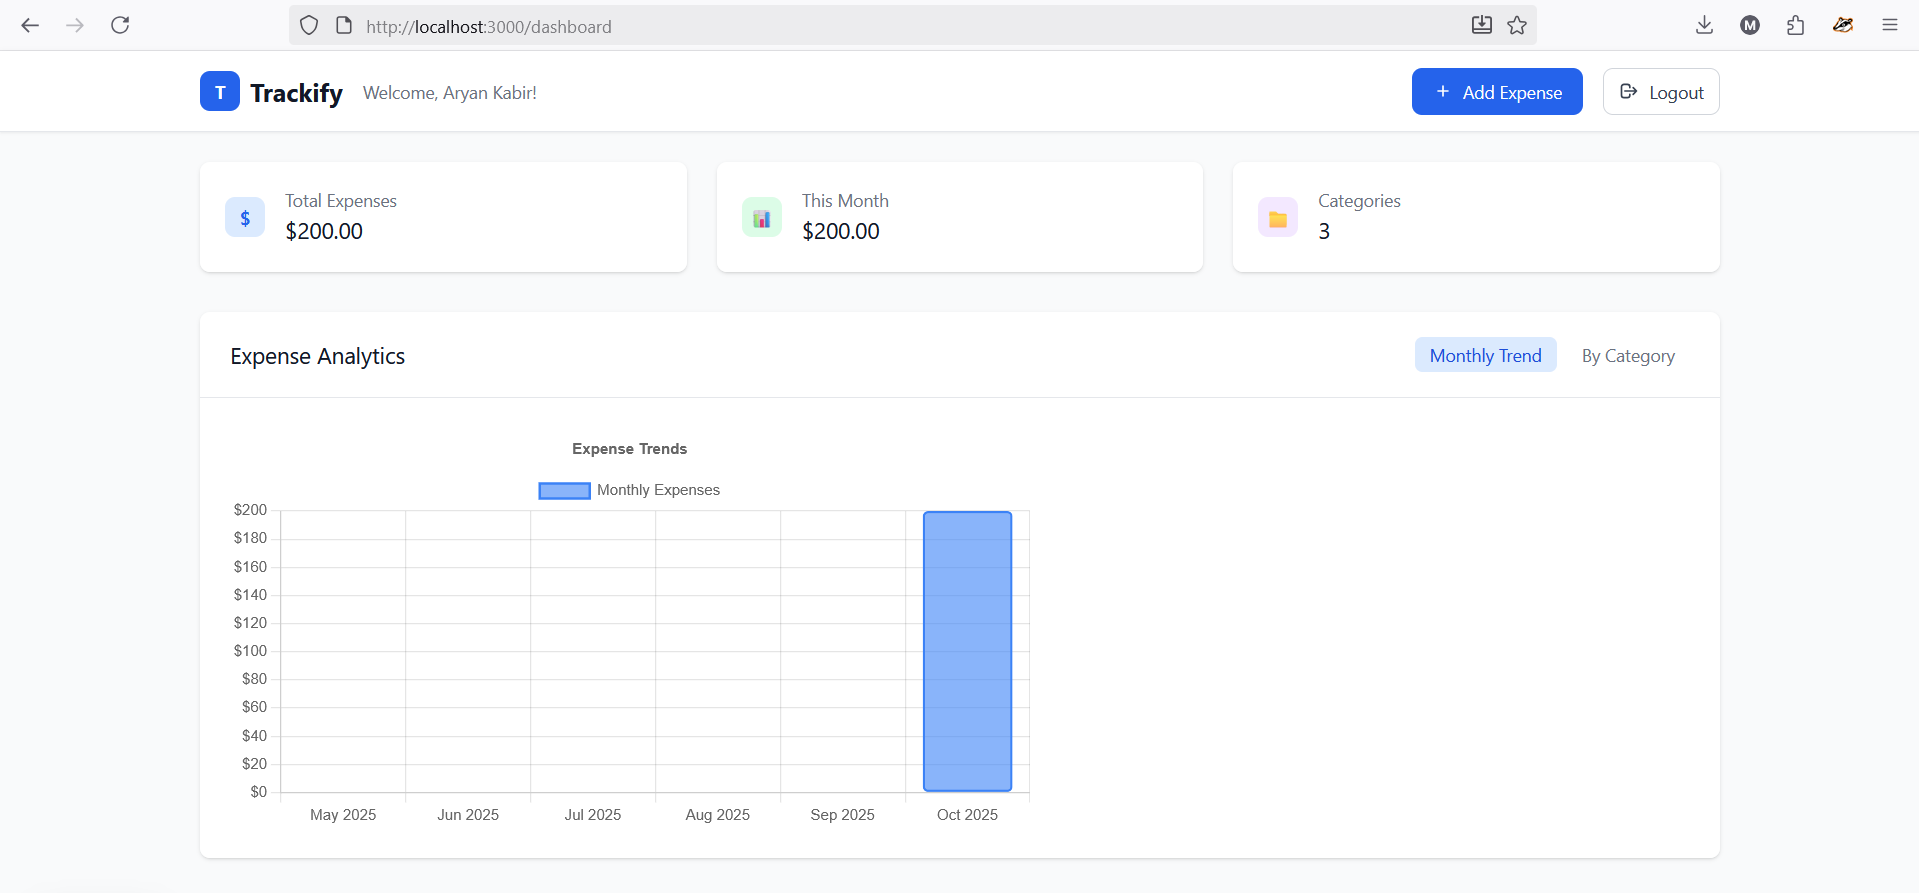 http://localhost:3000/dashboard
M
T
Trackify
Welcome, Aryan Kabir!
+ Add Expense
Logout
$
Total Expenses
$200.00
This Month
$200.00
Categories
3
Expense Analytics
Monthly Trend
By Category
Expense Trends
Monthly Expenses
$200
$180
$160
$140
$120
$100
$80
$60
$40
$20
$0
May 2025
Jun 2025
Jul 2025
Aug 2025
Sep 2025
Oct 2025